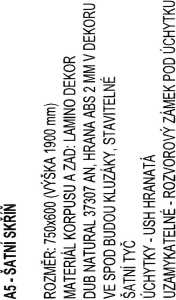 A5 - ŠATNÍ SKŘÍŇ
ROZMĚR: 750x600 (VÝŠKA 1900 mm)
MATERIÁL KORPUSU A ZAD: LAMINO DEKOR
DUB NATURAL 37307 AN, HRANA ABS 2 MM V DEKORU
VE SPOD BUDOU KLUZÁKY, STAVITELNÉ
ŠATNÍ TYČ
ÚCHYTKY - USH HRANATÁ
UZAMYKATELNÉ - ROZVOROVÝ ZÁMEK POD ÚCHYTKU